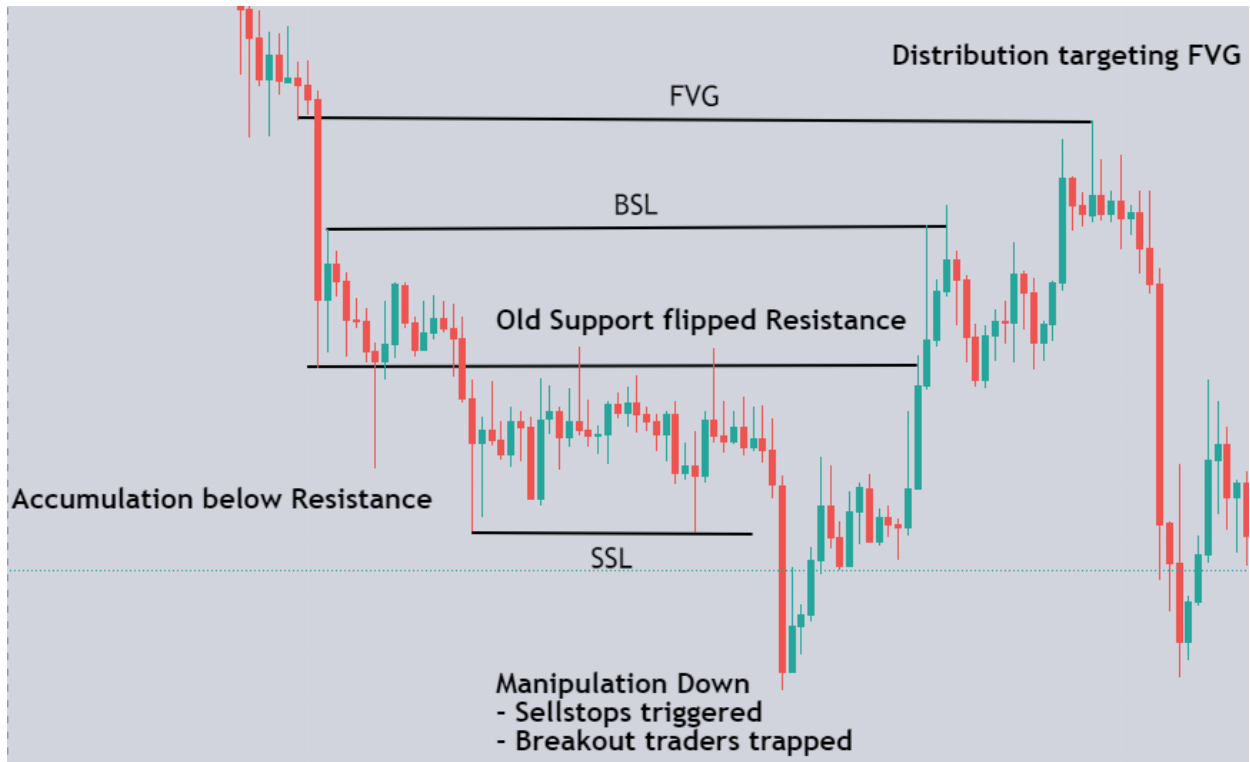 Distribution targeting FVG
FVG
BSL
Old Support flipped Resistance
Accumulation below Resistance
SSL
Manipulation Down
- Sellstops triggered
- Breakout traders trapped